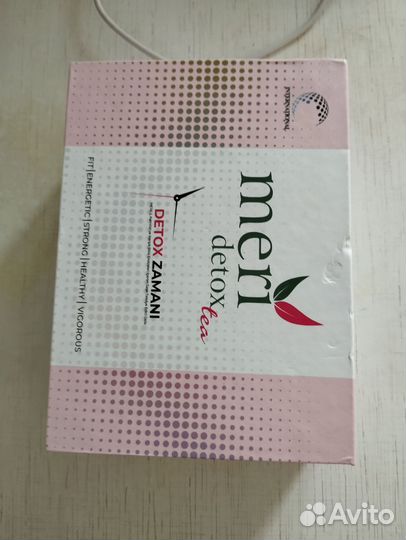 INTERNATIONAL
meri
detox
tea
DETOX ZAMANI
FIT | ENERGETIC | STRONG | HEALTHY | VIGOROUS
Avito